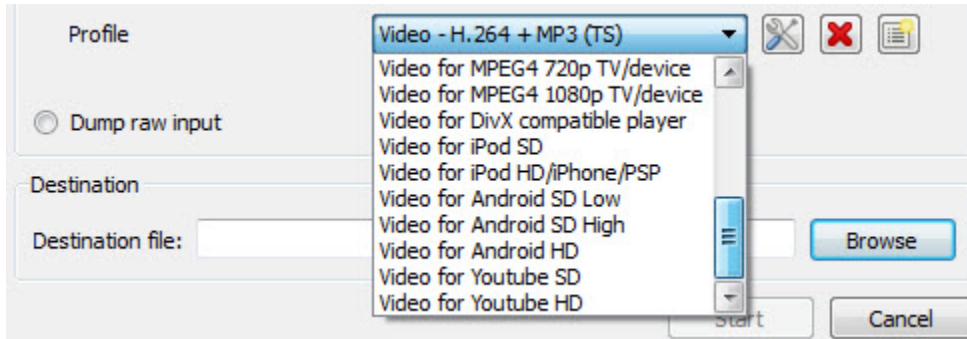 Profile
Video - H.264 + MP3 (TS)
Video for MPEG4 720p TV/device
Video for MPEG4 1080p TV/device
Video for DivX compatible player
Video for iPod SD
Video for iPod HD/iPhone/PSP
Video for Android SD Low
Video for Android SD High
Video for Android HD
Video for Youtube SD
Video for Youtube HD
Dump raw input
Destination
Destination file:
Browse
Start
Cancel